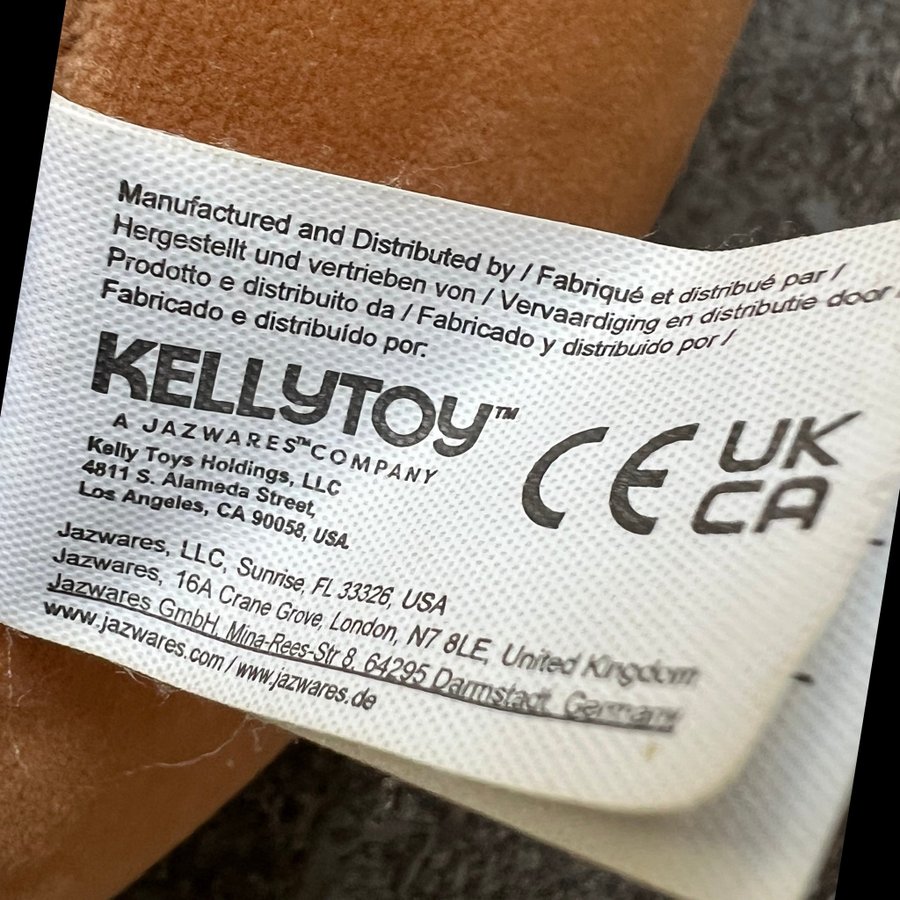 Manufactured and Distributed by / Fabriqué et distribué par /
Hergestellt und vertrieben von / Vervaardiging en distributie door
Prodotto e distribuito da / Fabricado y distribuido por /
Fabricado e distribuído por:
KELLYTOY™
A JAZWARES™ COMPANY
Kelly Toys Holdings, LLC
4811 S. Alameda Street,
Los Angeles, CA 90058, USA.
CE
UK
CA
Jazwares, LLC, Sunrise, FL 33326, USA
Jazwares, 16A Crane Grove, London, N7 8LE, United Kingdom
Jazwares GmbH, Mina-Rees-Str 8, 64295 Darmstadt, Germany
www.jazwares.com / www.jazwares.de